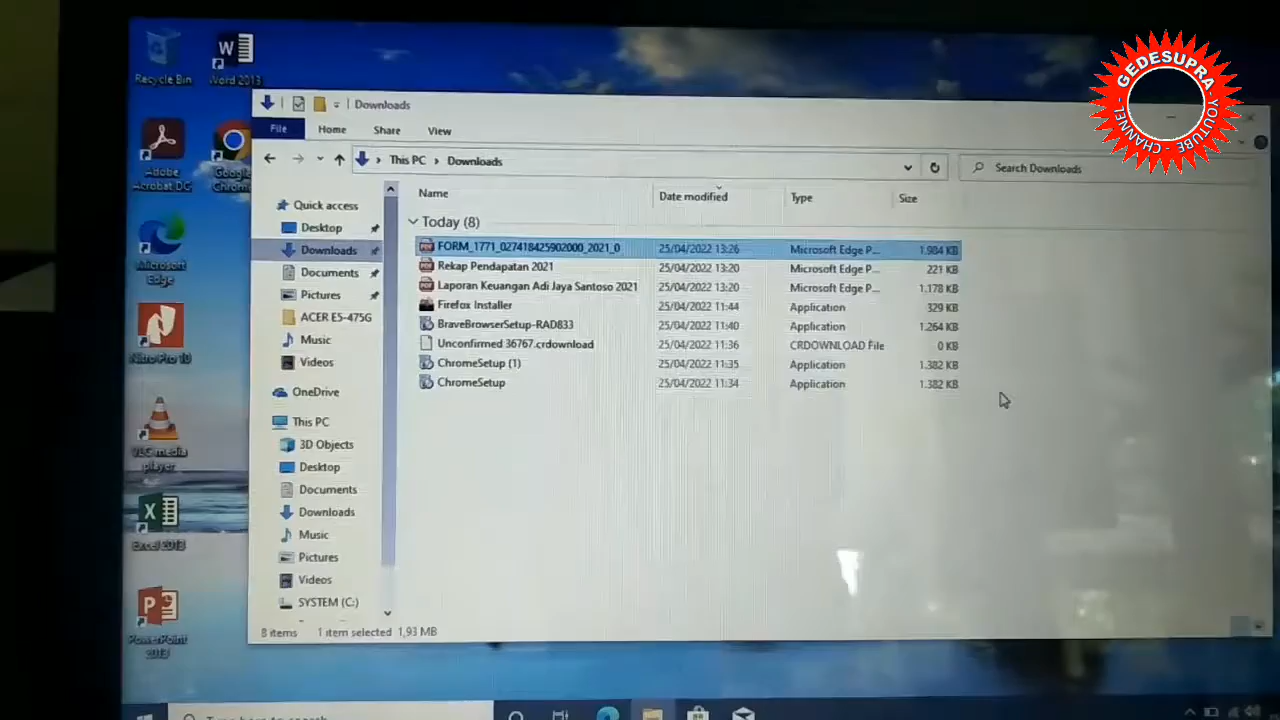 Recycle Bin
Word 2013
Adobe
Acrobat DC
Google
Chrome
Microsoft
Edge
Nitro Pro 10
VLC media
player
Excel 2013
PowerPoint
2013
Downloads
File Home Share View
This PC > Downloads
Search Downloads
Quick access
Desktop
Downloads
Documents
Pictures
ACER E5-475G
Music
Videos
OneDrive
This PC
3D Objects
Desktop
Documents
Downloads
Music
Pictures
Videos
SYSTEM (C:)
Name Date modified Type Size
Today (8)
FORM_1771_027418425902000_2021_0 25/04/2022 13:26 Microsoft Edge P... 1.984 KB
Rekap Pendapatan 2021 25/04/2022 13:20 Microsoft Edge P... 221 KB
Laporan Keuangan Adi Jaya Santoso 2021 25/04/2022 13:20 Microsoft Edge P... 1.178 KB
Firefox Installer 25/04/2022 11:44 Application 329 KB
BraveBrowserSetup-RAD833 25/04/2022 11:40 Application 1.264 KB
Unconfirmed 36767.crdownload 25/04/2022 11:36 CRDOWNLOAD File 0 KB
ChromeSetup (1) 25/04/2022 11:35 Application 1.382 KB
ChromeSetup 25/04/2022 11:34 Application 1.382 KB
8 items 1 item selected 1,93 MB
GEDESUPRA
YOUTUBE - CHANNEL